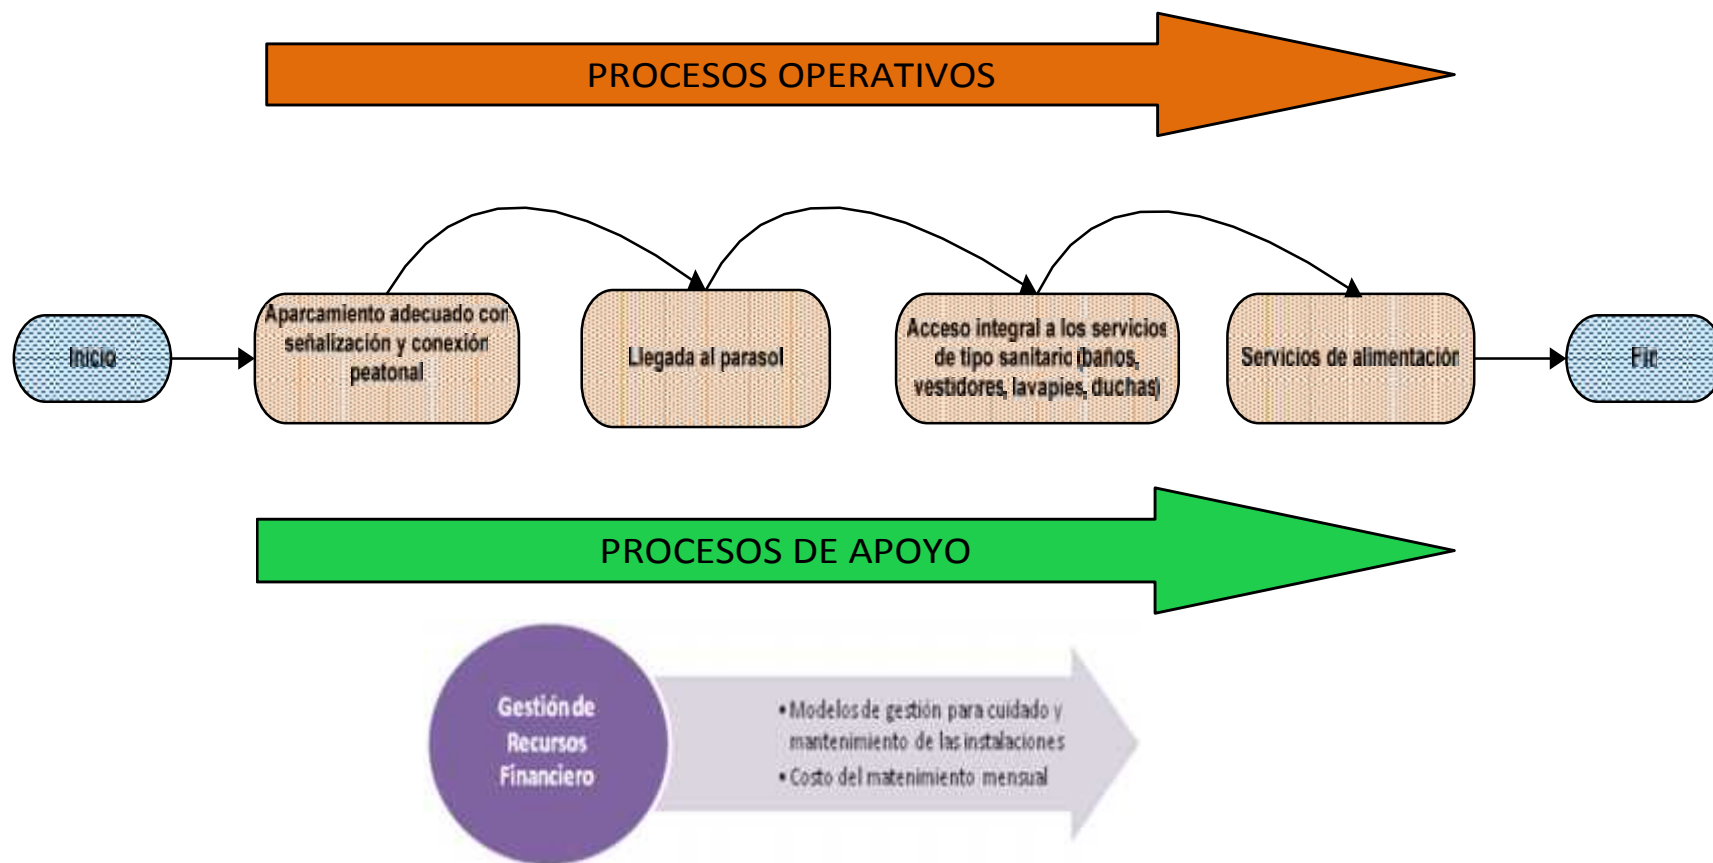 PROCESOS OPERATIVOS
Inicio
Aparcamiento adecuado con
señalización y conexión
peatonal
Llegada al parasol
Acceso integral a los servicios
de tipo sanitario (baños,
vestidores, lavapies, duchas)
Servicios de alimentación
Fin
PROCESOS DE APOYO
Gestión de
Recursos
Financiero
• Modelos de gestión para cuidado y
mantenimiento de las instalaciones
• Costo del matenimiento mensual